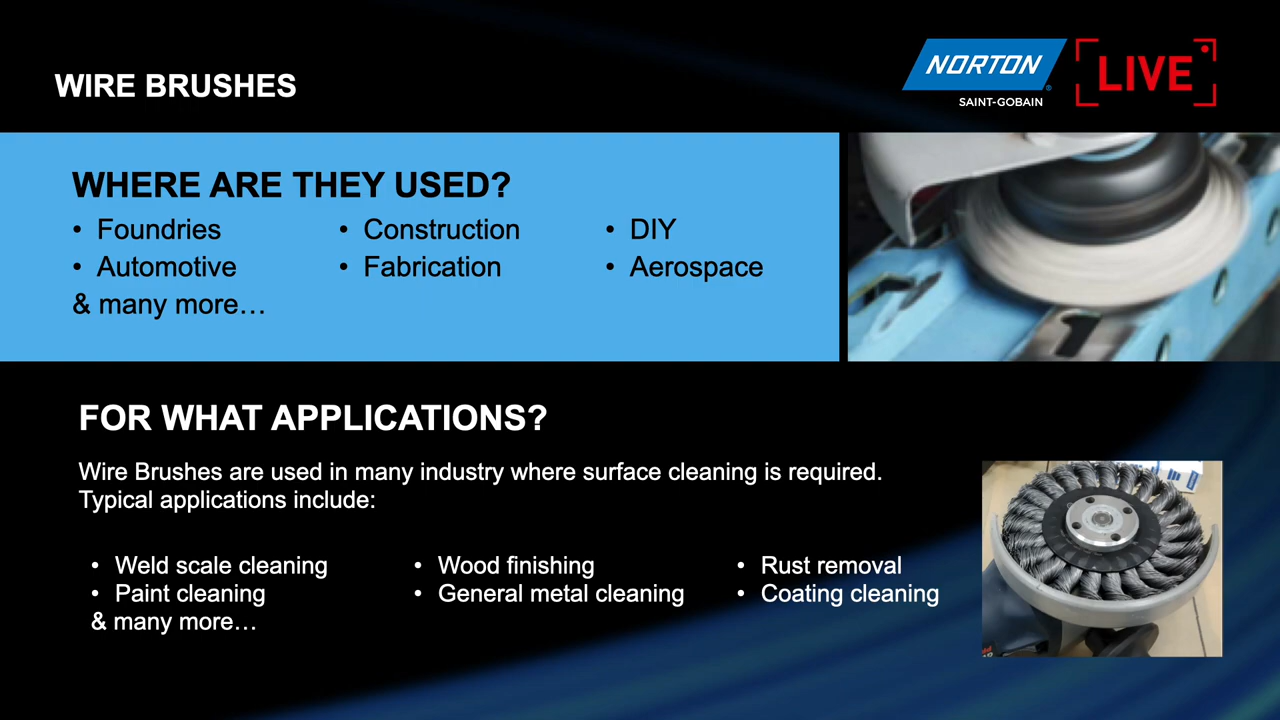 WIRE BRUSHES
NORTON
SAINT-GOBAIN
LIVE
WHERE ARE THEY USED?
• Foundries • Construction • DIY
• Automotive • Fabrication • Aerospace
& many more…
1
FOR WHAT APPLICATIONS?
Wire Brushes are used in many industry where surface cleaning is required.
Typical applications include:
• Weld scale cleaning • Wood finishing • Rust removal
• Paint cleaning • General metal cleaning • Coating cleaning
& many more…